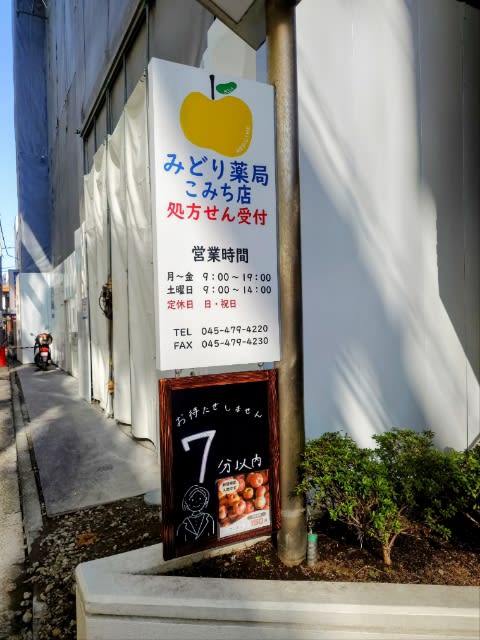 みどり薬局
こみち店
処方せん受付
営業時間
月〜金 9:00〜19:00
土曜日 9:00〜14:00
定休日 日・祝日
TEL 045-479-4220
FAX 045-479-4230
お待たせしません
7分以内